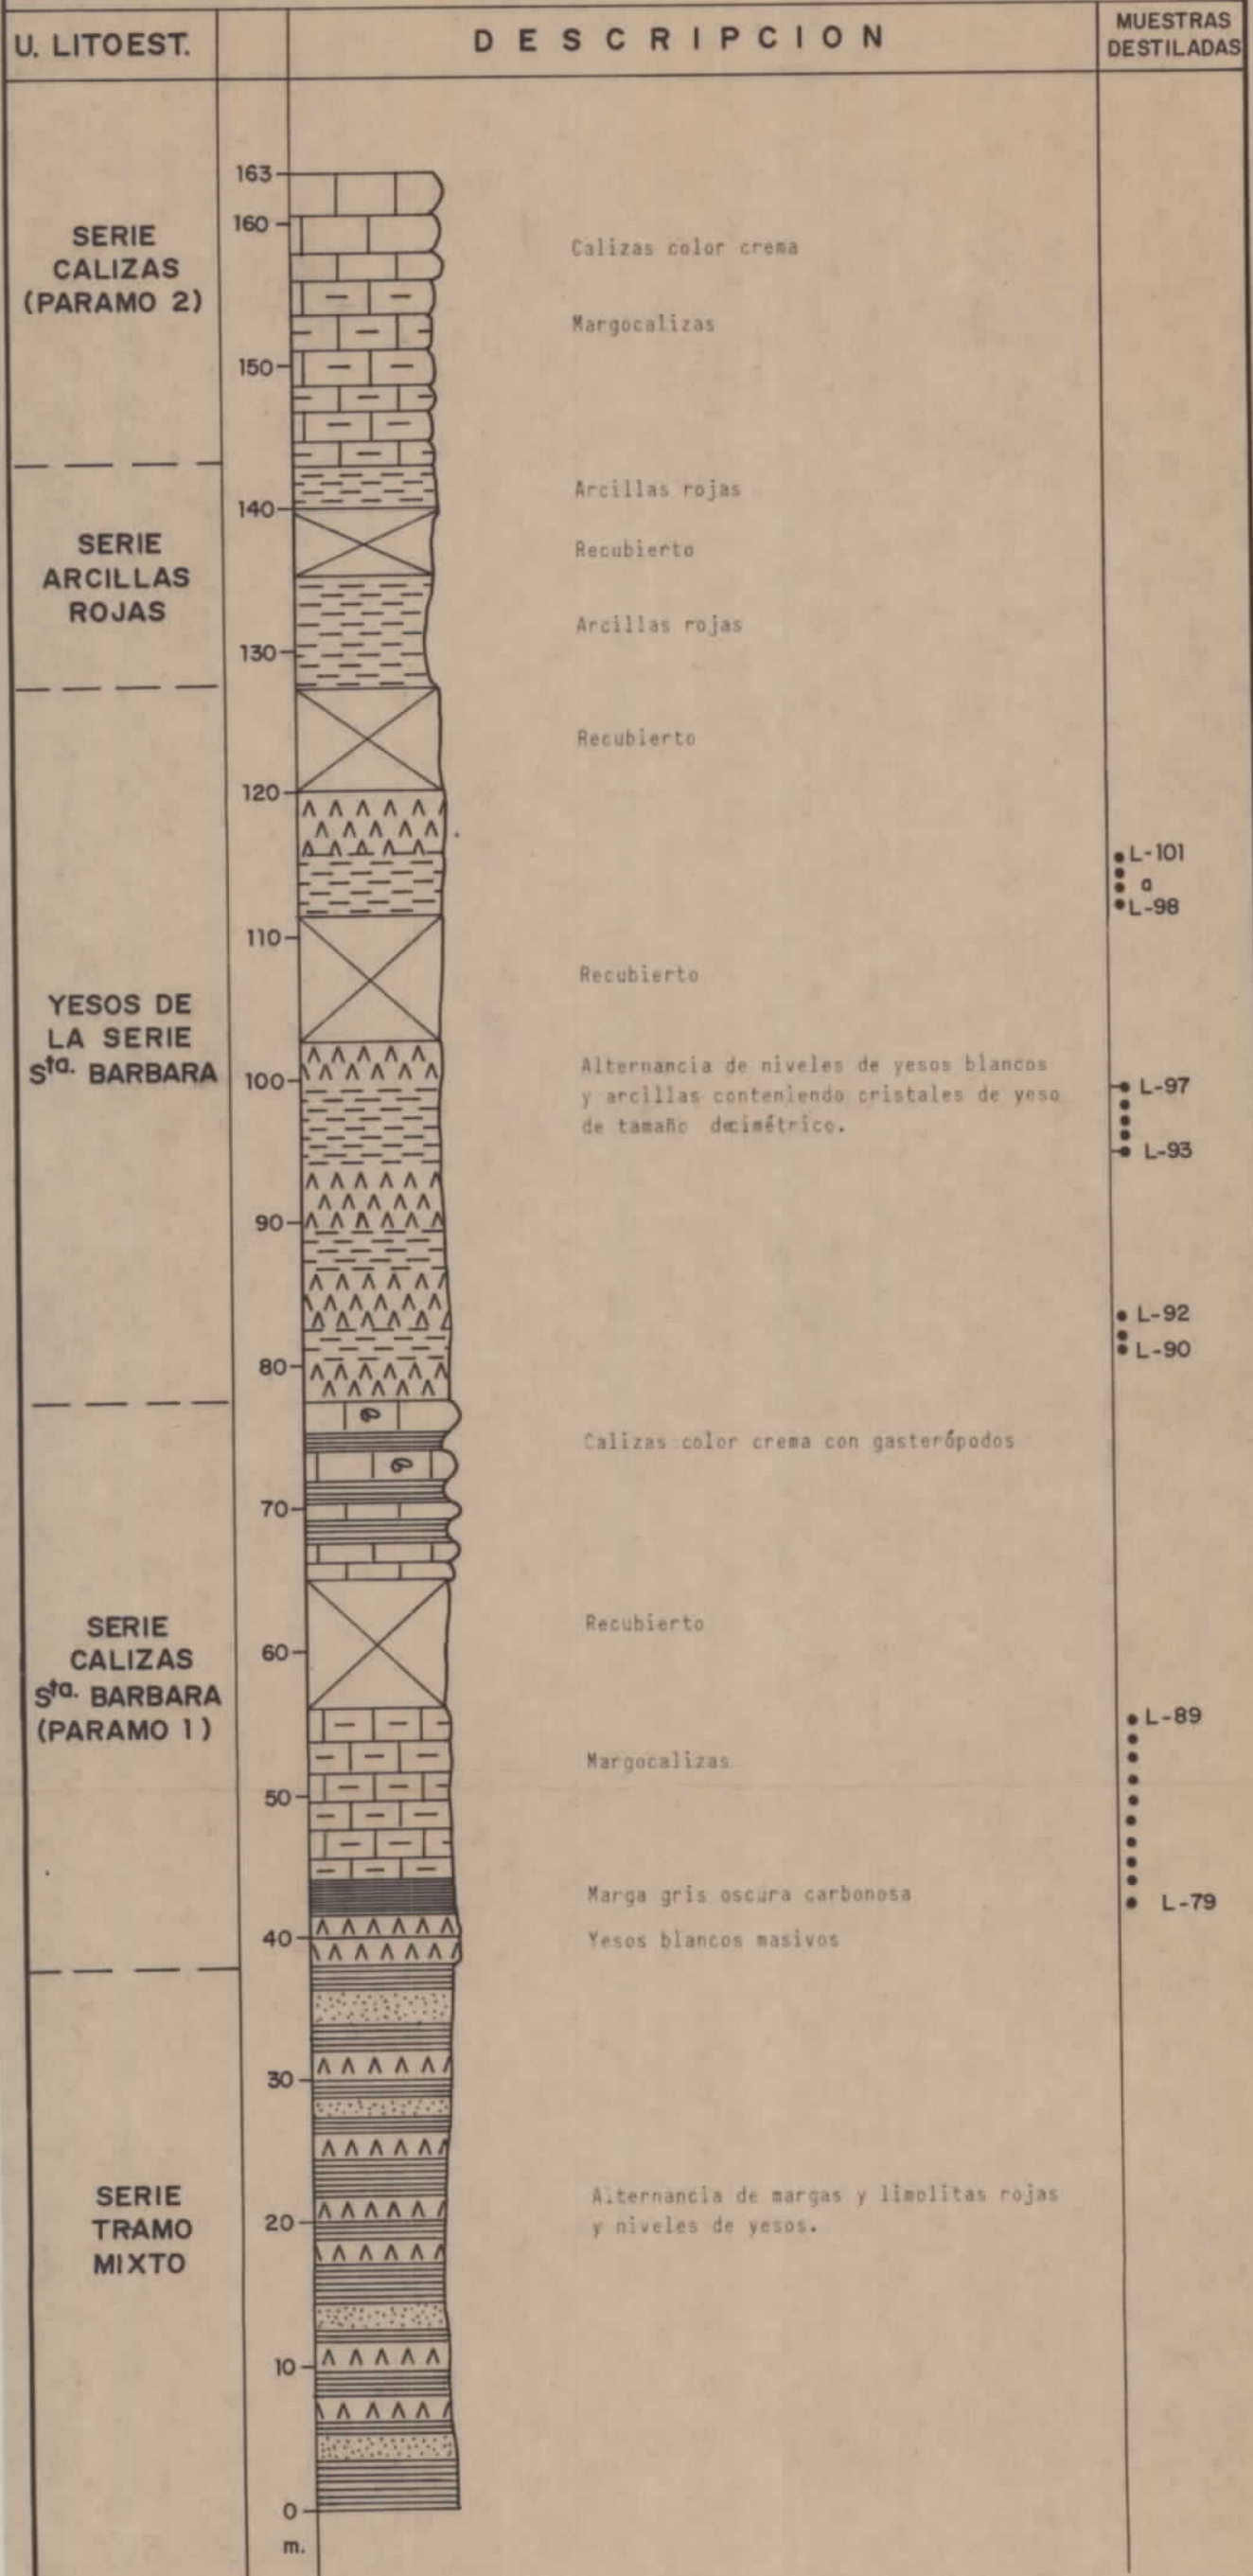 U. LITOEST.
D E S C R I P C I O N
MUESTRAS
DESTILADAS
163
160
SERIE
CALIZAS
(PARAMO 2)
Calizas color crema
Margocalizas
150
Arcillas rojas
140
SERIE
ARCILLAS
ROJAS
Recubierto
Arcillas rojas
130
Recubierto
120
L-101
a
L-98
110
Recubierto
YESOS DE
LA SERIE
Sta. BARBARA
100
Alternancia de niveles de yesos blancos
y arcillas conteniendo cristales de yeso
de tamaño decimétrico.
L-97
L-93
90
L-92
L-90
80
Calizas color crema con gasterópodos
70
SERIE
CALIZAS
Sta. BARBARA
(PARAMO 1)
Recubierto
60
L-89
Margocalizas
50
Marga gris oscura carbonosa
L-79
Yesos blancos masivos
40
30
SERIE
TRAMO
MIXTO
Alternancia de margas y limolitas rojas
y niveles de yesos.
20
10
0
m.